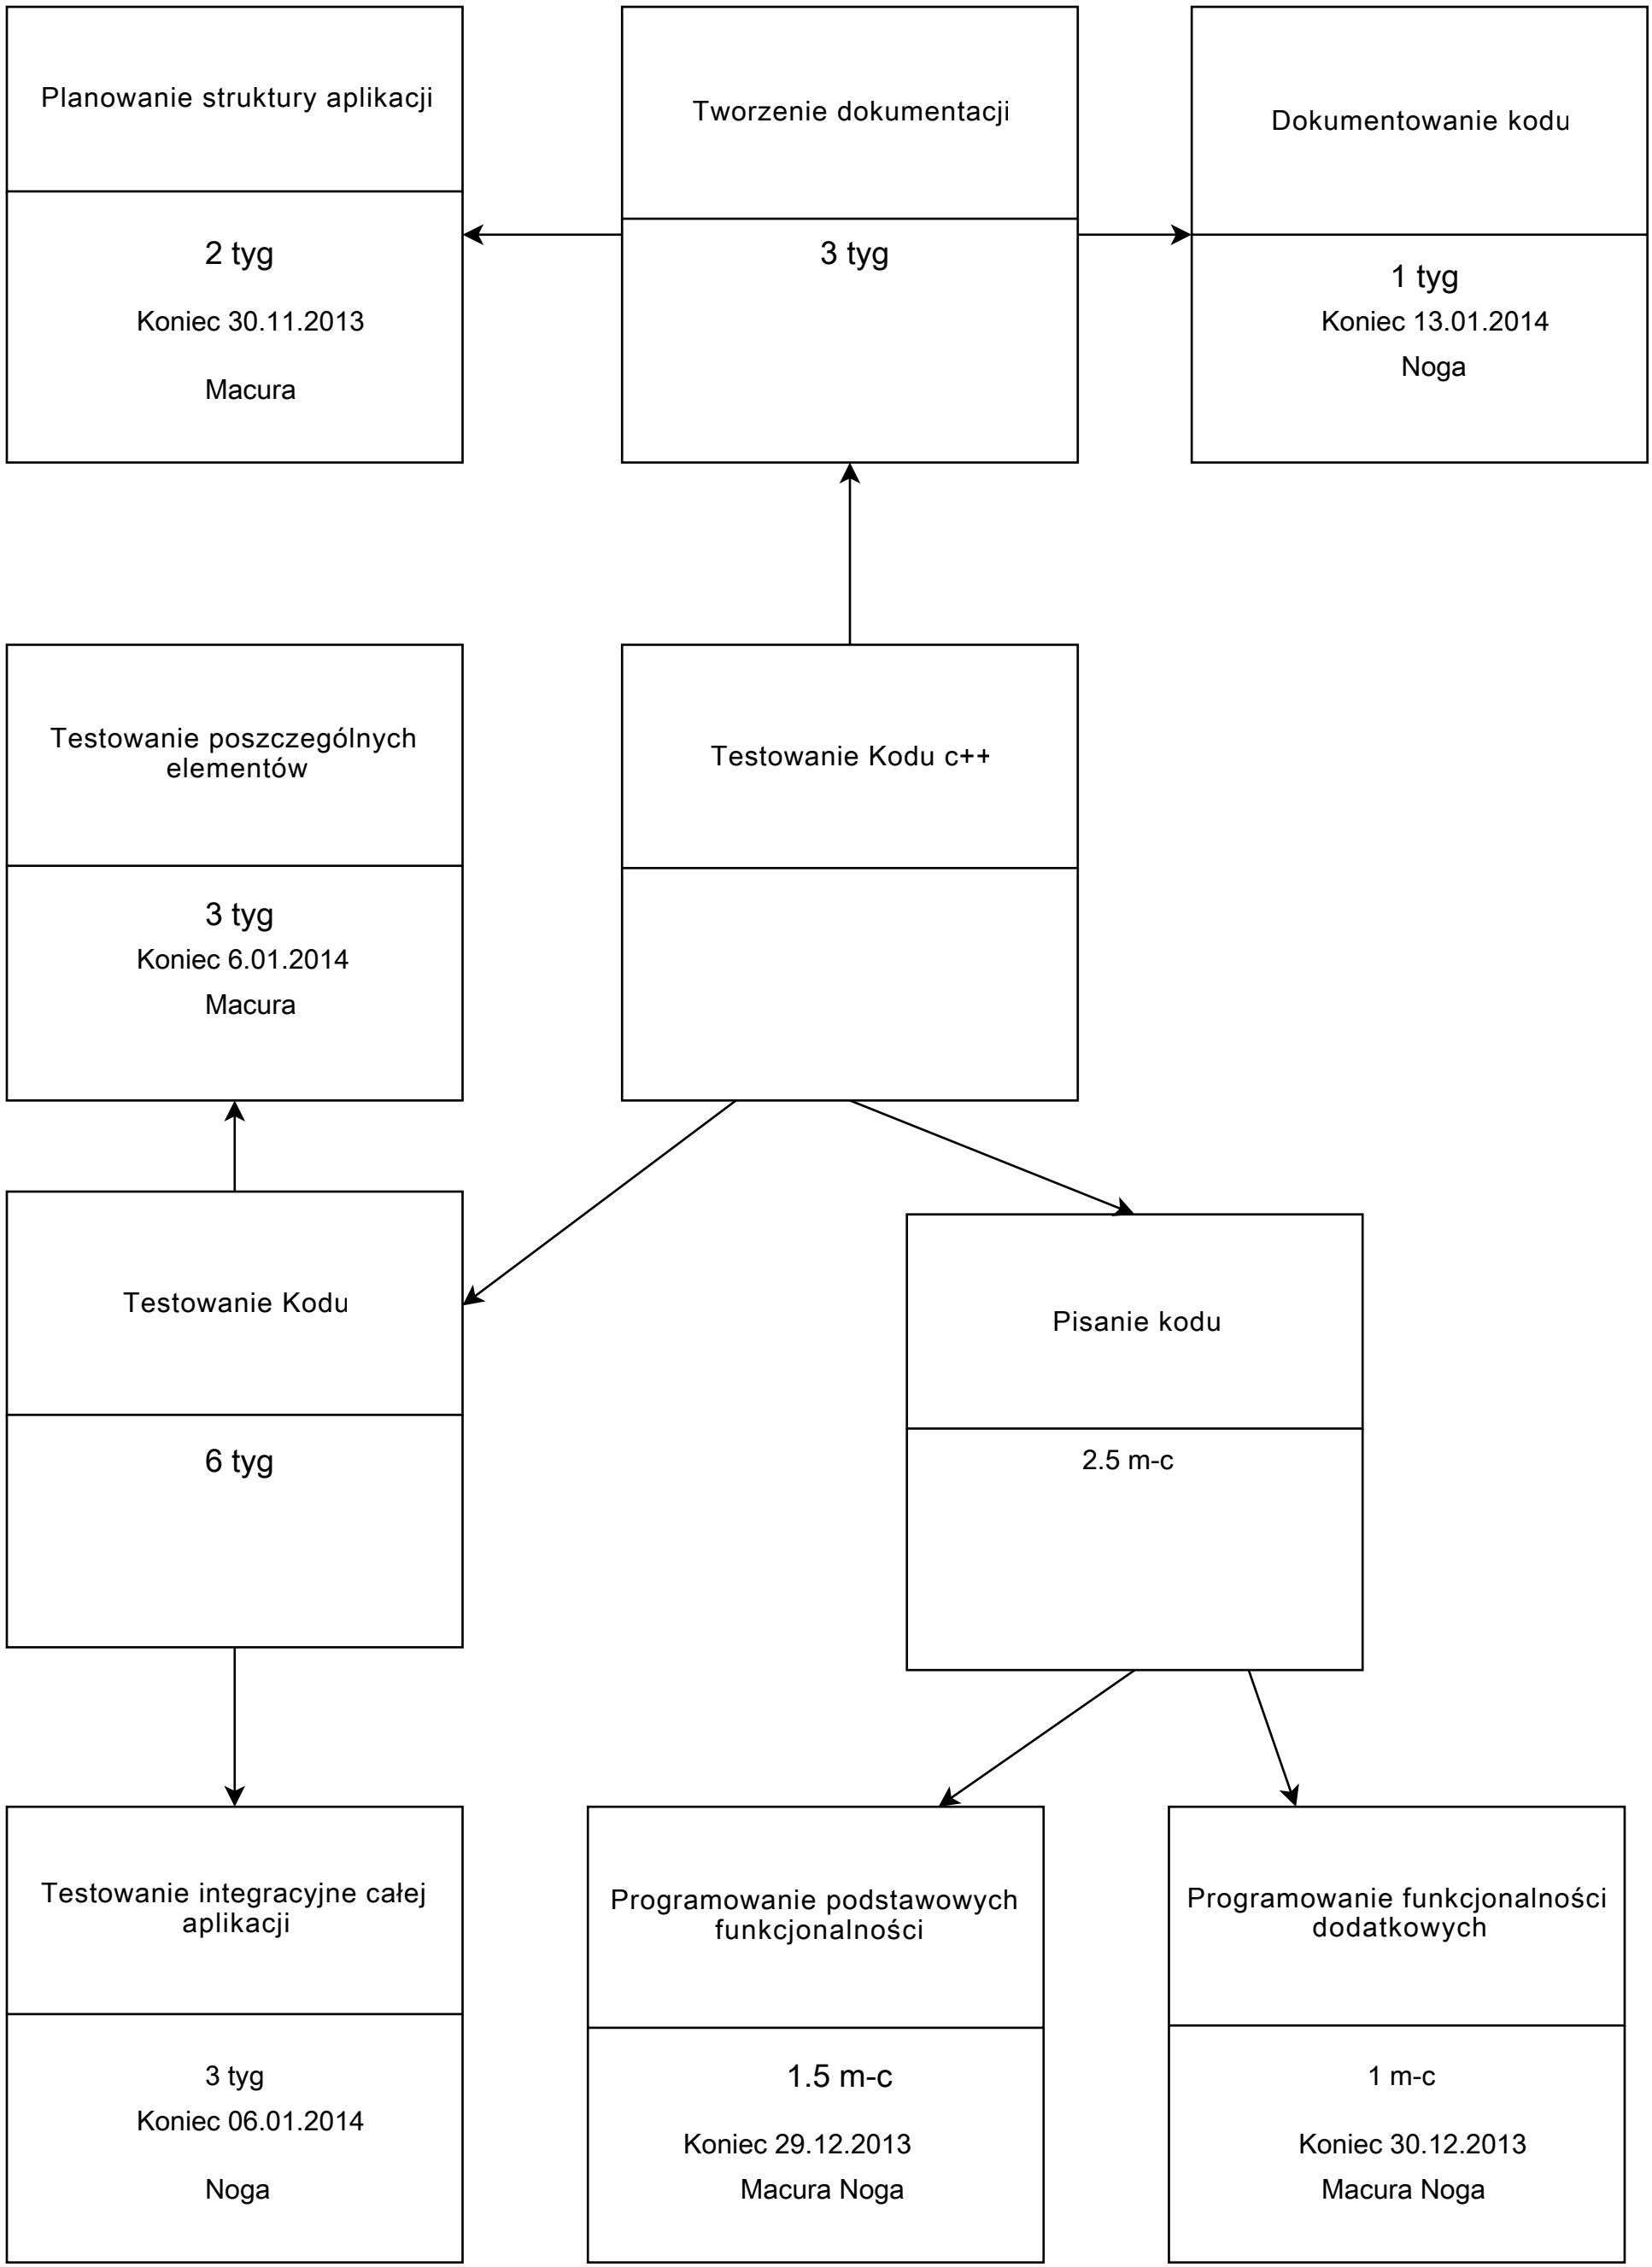 Planowanie struktury aplikacji
2 tyg
Koniec 30.11.2013
Macura
Tworzenie dokumentacji
3 tyg
Dokumentowanie kodu
1 tyg
Koniec 13.01.2014
Noga
Testowanie poszczególnych
elementów
3 tyg
Koniec 6.01.2014
Macura
Testowanie Kodu c++
Testowanie Kodu
6 tyg
Pisanie kodu
2.5 m-c
Testowanie integracyjne całej
aplikacji
3 tyg
Koniec 06.01.2014
Noga
Programowanie podstawowych
funkcjonalności
1.5 m-c
Koniec 29.12.2013
Macura Noga
Programowanie funkcjonalności
dodatkowych
1 m-c
Koniec 30.12.2013
Macura Noga